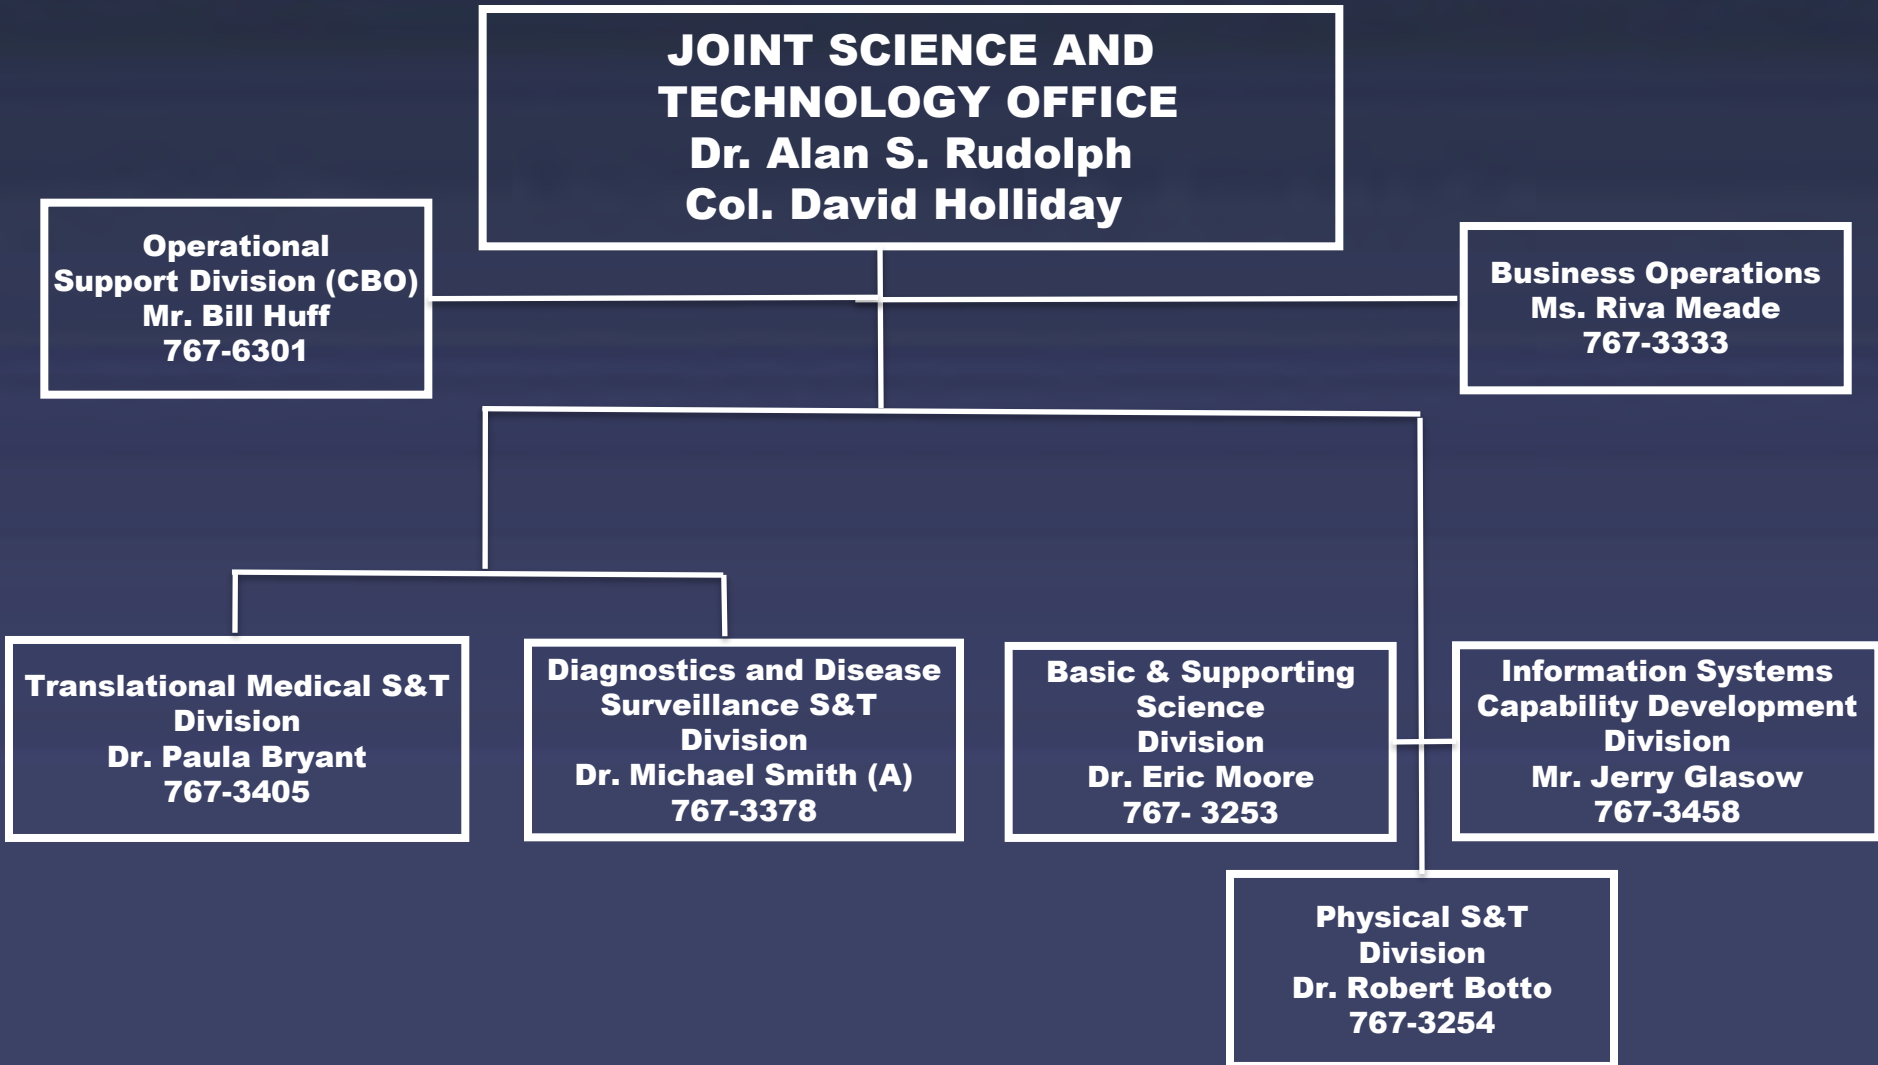 JOINT SCIENCE AND
TECHNOLOGY OFFICE
Dr. Alan S. Rudolph
Col. David Holliday
Operational
Support Division (CBO)
Mr. Bill Huff
767-6301
Business Operations
Ms. Riva Meade
767-3333
Translational Medical S&T
Division
Dr. Paula Bryant
767-3405
Diagnostics and Disease
Surveillance S&T
Division
Dr. Michael Smith (A)
767-3378
Basic & Supporting
Science
Division
Dr. Eric Moore
767- 3253
Information Systems
Capability Development
Division
Mr. Jerry Glasow
767-3458
Physical S&T
Division
Dr. Robert Botto
767-3254